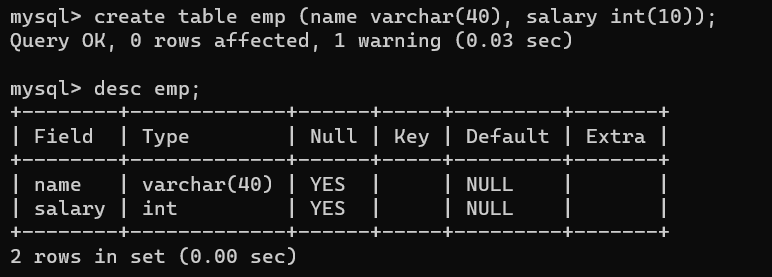 mysql> create table emp (name varchar(40), salary int(10));
Query OK, 0 rows affected, 1 warning (0.03 sec)

mysql> desc emp;
+--------+-------------+------+-----+---------+-------+
| Field  | Type        | Null | Key | Default | Extra |
+--------+-------------+------+-----+---------+-------+
| name   | varchar(40) | YES  |     | NULL    |       |
| salary | int         | YES  |     | NULL    |       |
+--------+-------------+------+-----+---------+-------+
2 rows in set (0.00 sec)